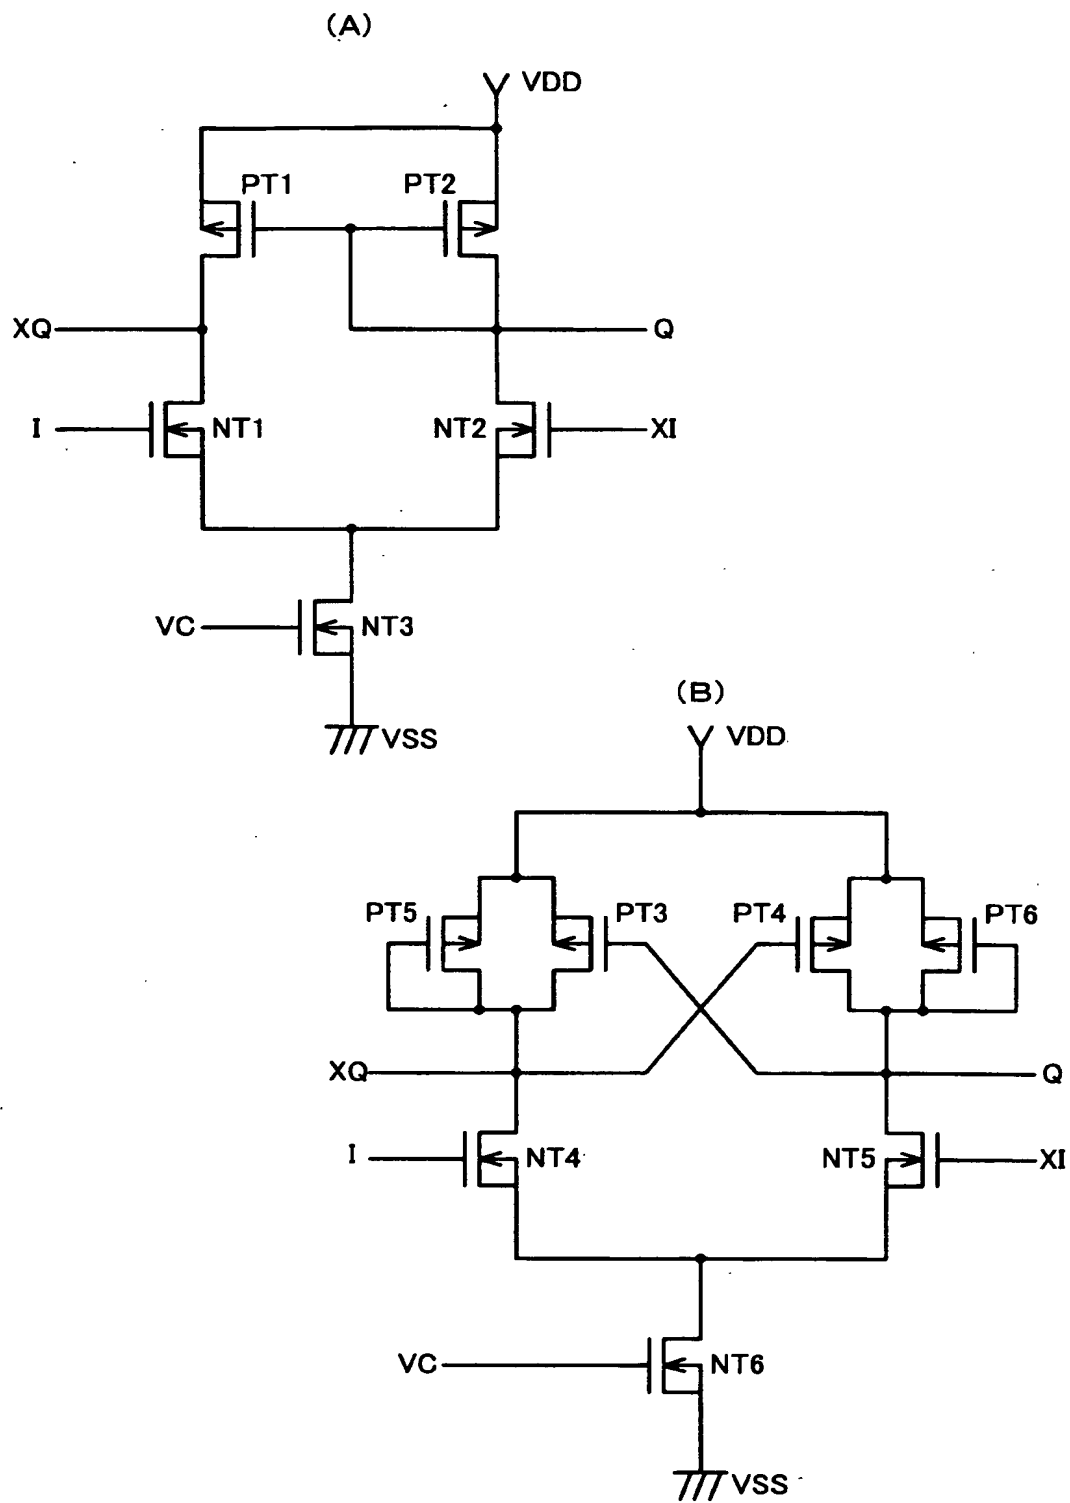 (A)
VDD
PT1
PT2
XQ
Q
I
NT1
NT2
XI
VC
NT3
VSS
(B)
VDD
PT5
PT3
PT4
PT6
XQ
Q
I
NT4
NT5
XI
VC
NT6
VSS